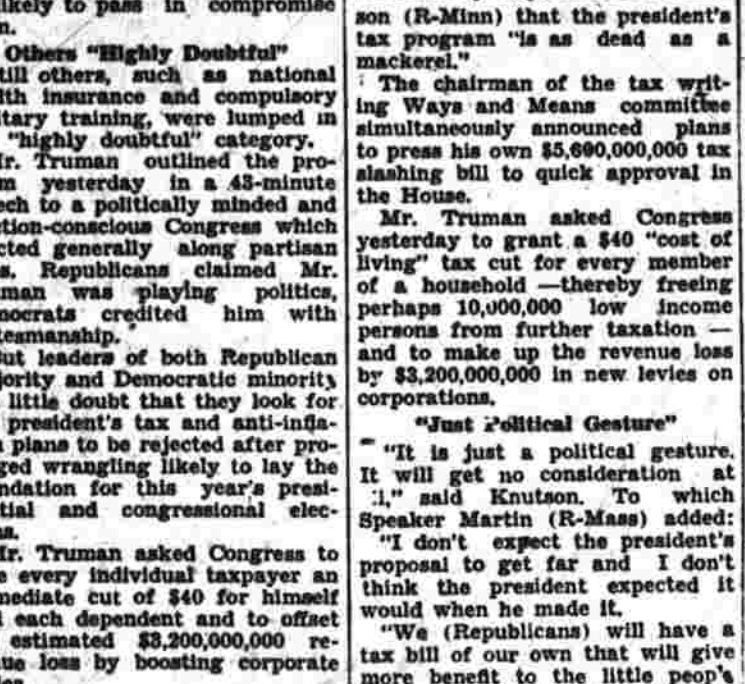 likely to pass in compromise
n.
Others "Highly Doubtful"
till others, such as national
lth insurance and compulsory
itary training, were lumped in
"highly doubtful" category.
Mr. Truman outlined the pro-
m yesterday in a 43-minute
ech to a politically minded and
ction-conscious Congress which
cted generally along partisan
s. Republicans claimed Mr.
man was playing politics,
mocrats credited him with
tesmanship.
But leaders of both Republican
jority and Democratic minority
little doubt that they look for
president's tax and anti-infla-
n plans to be rejected after pro-
ged wrangling likely to lay the
ndation for this year's presi-
tial and congressional elec-
ns.
Mr. Truman asked Congress to
e every individual taxpayer an
mediate cut of $40 for himself
d each dependent and to offset
estimated $3,200,000,000 re-
ue loss by boosting corporate
son (R-Minn) that the president's
tax program "is as dead as a
mackerel."
The chairman of the tax writ-
ing Ways and Means committee
simultaneously announced plans
to press his own $5,600,000,000 tax
slashing bill to quick approval in
the House.
Mr. Truman asked Congress
yesterday to grant a $40 "cost of
living" tax cut for every member
of a household —thereby freeing
perhaps 10,000,000 low income
persons from further taxation —
and to make up the revenue loss
by $3,200,000,000 in new levies on
corporations.
"Just Political Gesture"
"It is just a political gesture.
It will get no consideration at
said Knutson. To which
Speaker Martin (R-Mass) added:
"I don't expect the president's
proposal to get far and I don't
think the president expected it
would when he made it.
"We (Republicans) will have a
tax bill of our own that will give
more benefit to the little peop's